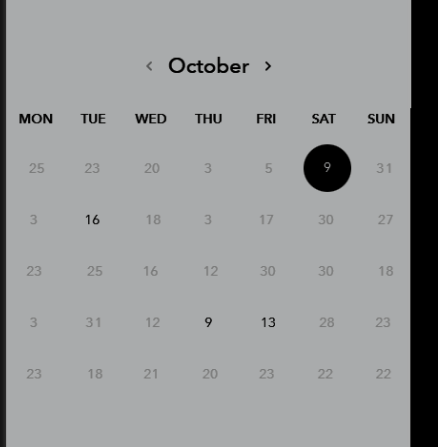 ‹ October ›
MON TUE WED THU FRI SAT SUN
25 23 20 3 5 9 31
3 16 18 3 17 30 27
23 25 16 12 30 30 18
3 31 12 9 13 28 23
23 18 21 20 23 22 22